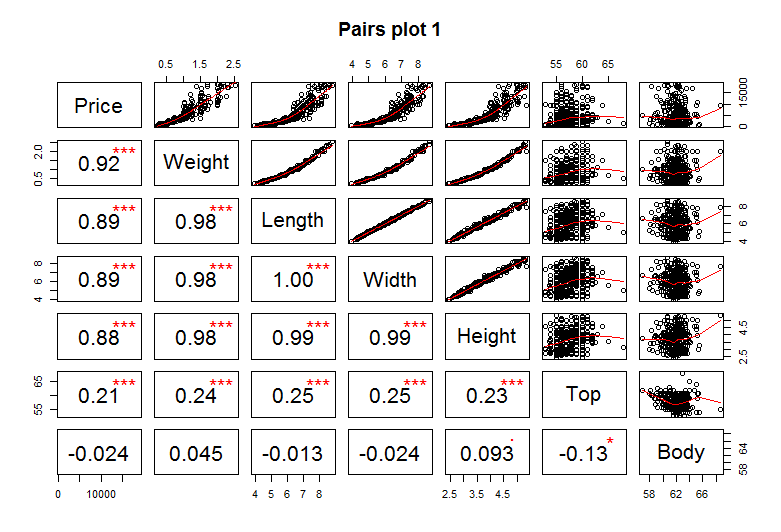 Pairs plot 1
0.5 1.5 2.5 4 5 6 7 8 55 60 65
Price 0 15000
0.5 2.0 0.92 *** Weight
0.89 *** 0.98 *** Length 4 6 8
4 6 8 0.89 *** 0.98 *** 1.00 *** Width
0.88 *** 0.98 *** 0.99 *** 0.99 *** Height 2.5 4.5
55 65 0.21 *** 0.24 *** 0.25 *** 0.25 *** 0.23 *** Top
-0.024 0.045 -0.013 -0.024 0.093 . -0.13 * Body 58 64
0 10000 4 5 6 7 8 2.5 3.5 4.5 58 62 66